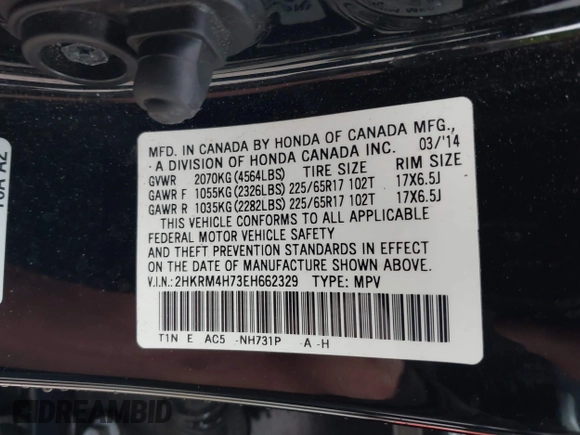 MFD. IN CANADA BY HONDA OF CANADA MFG.,
- A DIVISION OF HONDA CANADA INC. 03/'14
GVWR 2070KG (4564LBS) TIRE SIZE RIM SIZE
GAWR F 1055KG (2326LBS) 225/65R17 102T 17X6.5J
GAWR R 1035KG (2282LBS) 225/65R17 102T 17X6.5J
THIS VEHICLE CONFORMS TO ALL APPLICABLE
FEDERAL MOTOR VEHICLE SAFETY
AND THEFT PREVENTION STANDARDS IN EFFECT
ON THE DATE OF MANUFACTURE SHOWN ABOVE.
V.I.N.: 2HKRM4H73EH662329 TYPE: MPV
T1N E AC5 -NH731P -A -H
DREAMBID